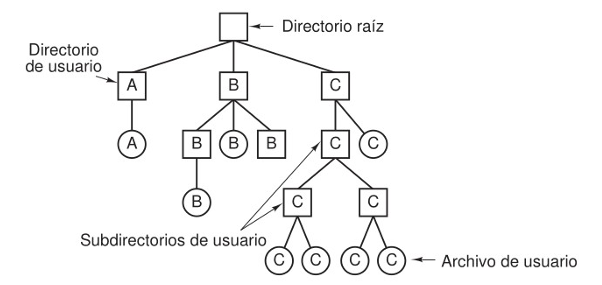 Directorio raíz
Directorio
de usuario
A B C
A B B B C C
B C C
Subdirectorios de usuario
C C C C Archivo de usuario